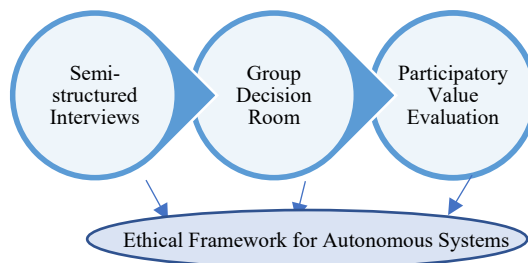 Semi-
structured
Interviews
Group
Decision
Room
Participatory
Value
Evaluation
Ethical Framework for Autonomous Systems